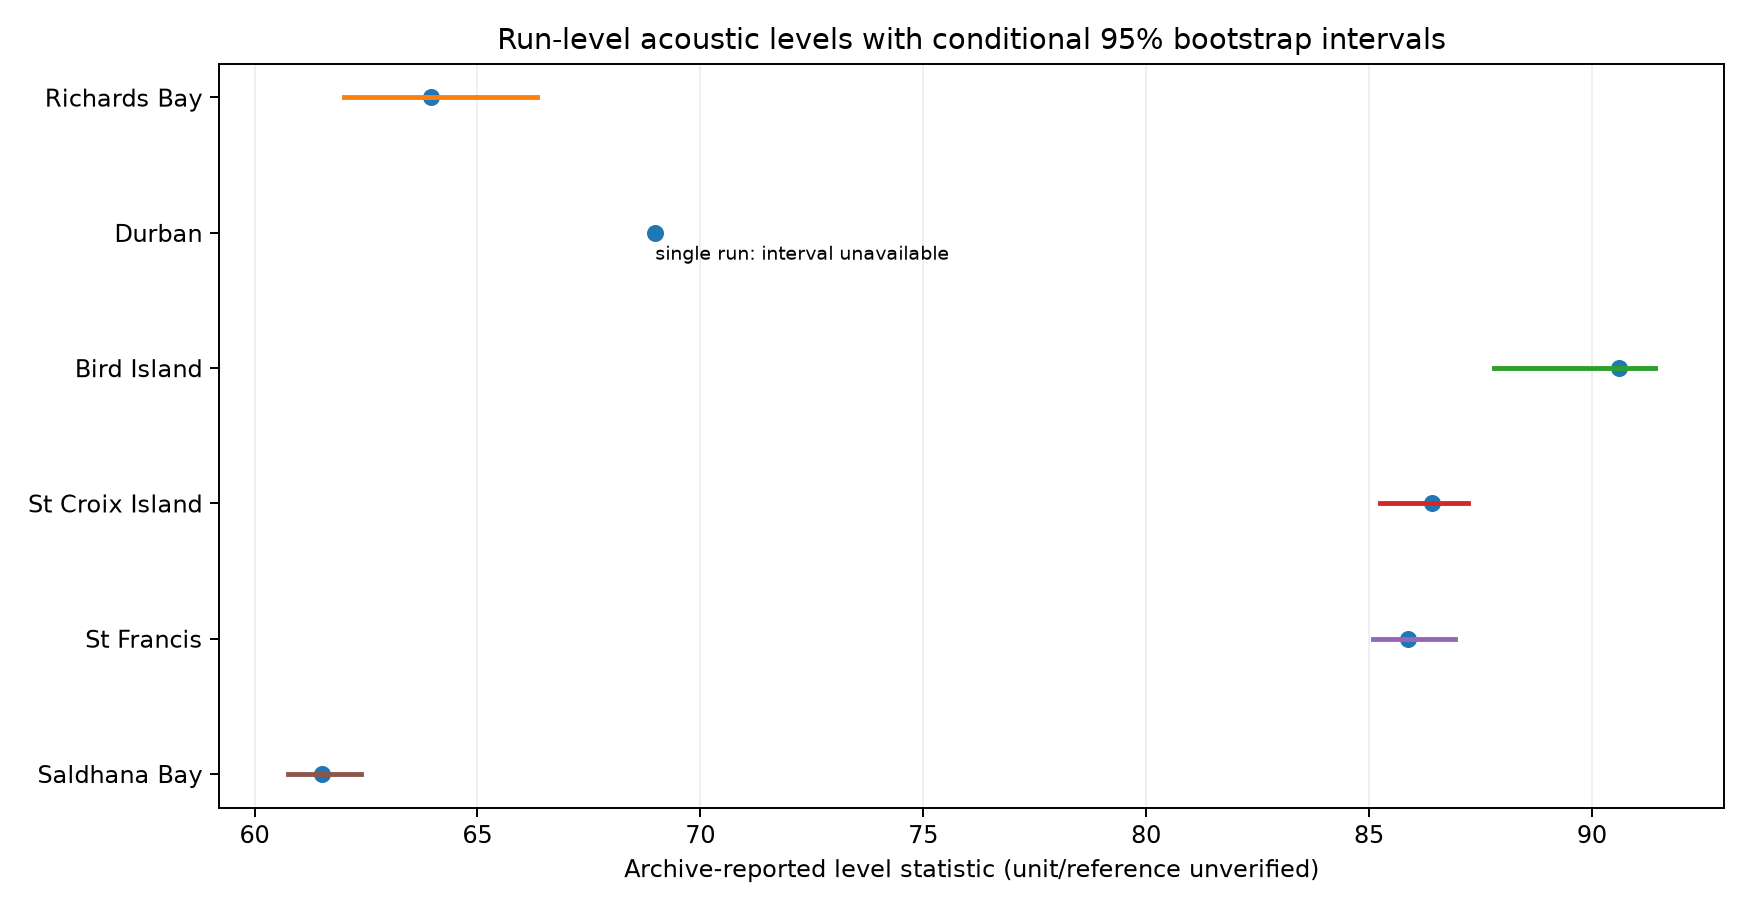 Run-level acoustic levels with conditional 95% bootstrap intervals
Richards Bay
Durban
single run: interval unavailable
Bird Island
St Croix Island
St Francis
Saldhana Bay
60 65 70 75 80 85 90
Archive-reported level statistic (unit/reference unverified)